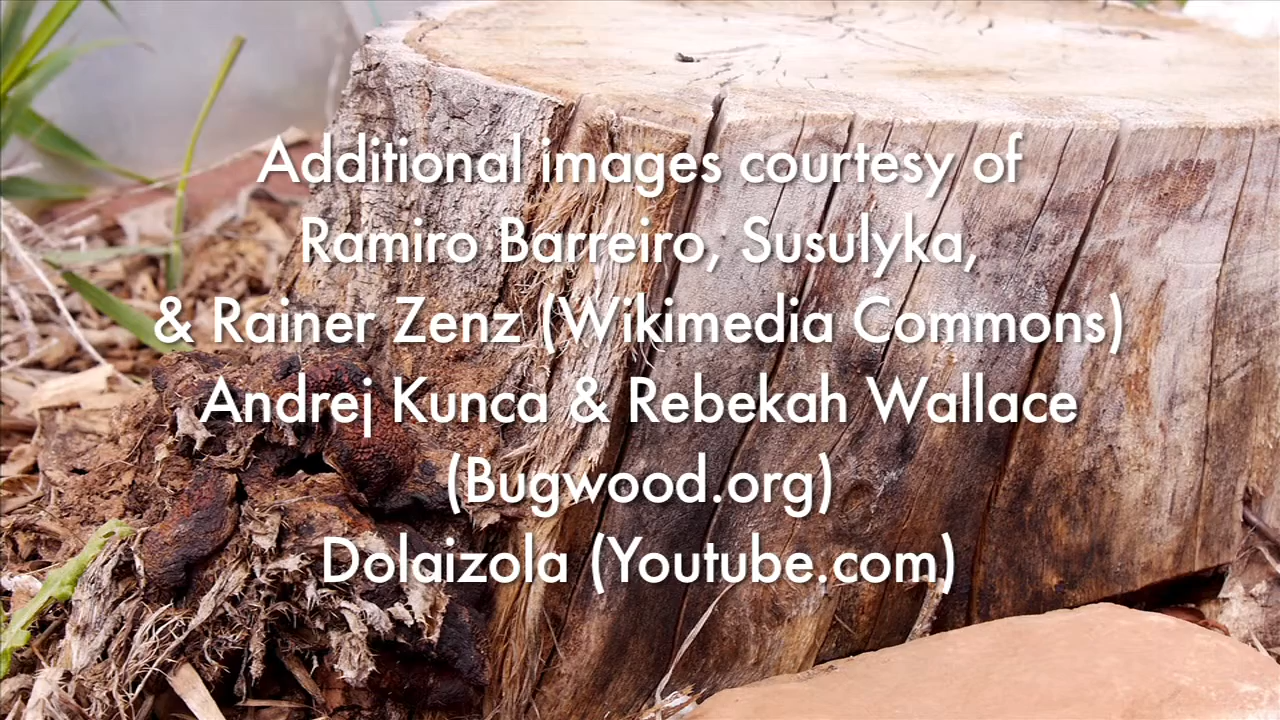 Additional images courtesy of
Ramiro Barreiro, Susulyka,
& Rainer Zenz (Wikimedia Commons)
Andrej Kunca & Rebekah Wallace
(Bugwood.org)
Dolaizola (Youtube.com)